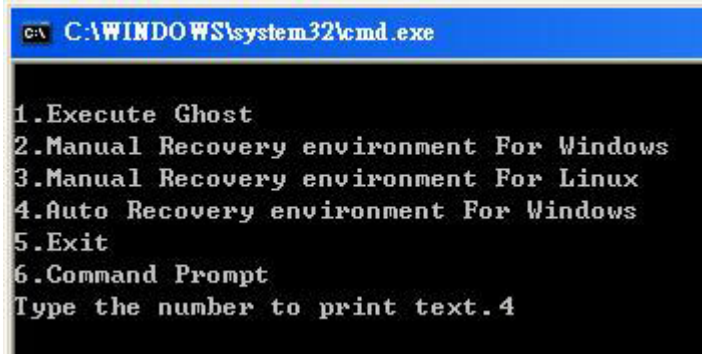 C:\WINDOWS\system32\cmd.exe
1.Execute Ghost
2.Manual Recovery environment For Windows
3.Manual Recovery environment For Linux
4.Auto Recovery environment For Windows
5.Exit
6.Command Prompt
Type the number to print text.4